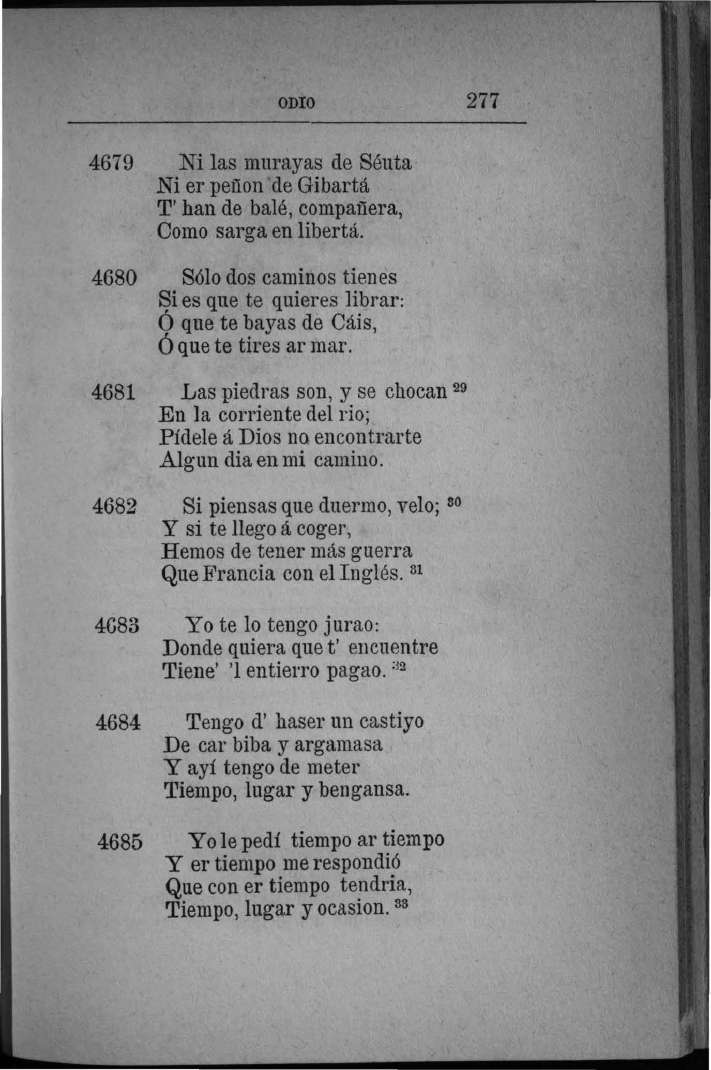 ODIO 277
4679 Ni las murayas de Séuta
Ni er peñon de Gibartá
T' han de balé, compañera,
Como sarga en libertá.
4680 Sólo dos caminos tienes
Si es que te quieres librar:
Ó que te bayas de Cáis,
Ó que te tires ar mar.
4681 Las piedras son, y se chocan 29
En la corriente del rio;
Pídele á Dios no encontrarte
Algun dia en mi camino.
4682 Si piensas que duermo, velo; 30
Y si te llego á coger,
Hemos de tener más guerra
Que Francia con el Inglés. 31
4683 Yo te lo tengo jurao:
Donde quiera que t' encuentre
Tiene' 'l entierro pagao. 32
4684 Tengo d' haser un castiyo
De car biba y argamasa
Y ayí tengo de meter
Tiempo, lugar y bengansa.
4685 Yo le pedí tiempo ar tiempo
Y er tiempo me respondió
Que con er tiempo tendria,
Tiempo, lugar y ocasion. 33